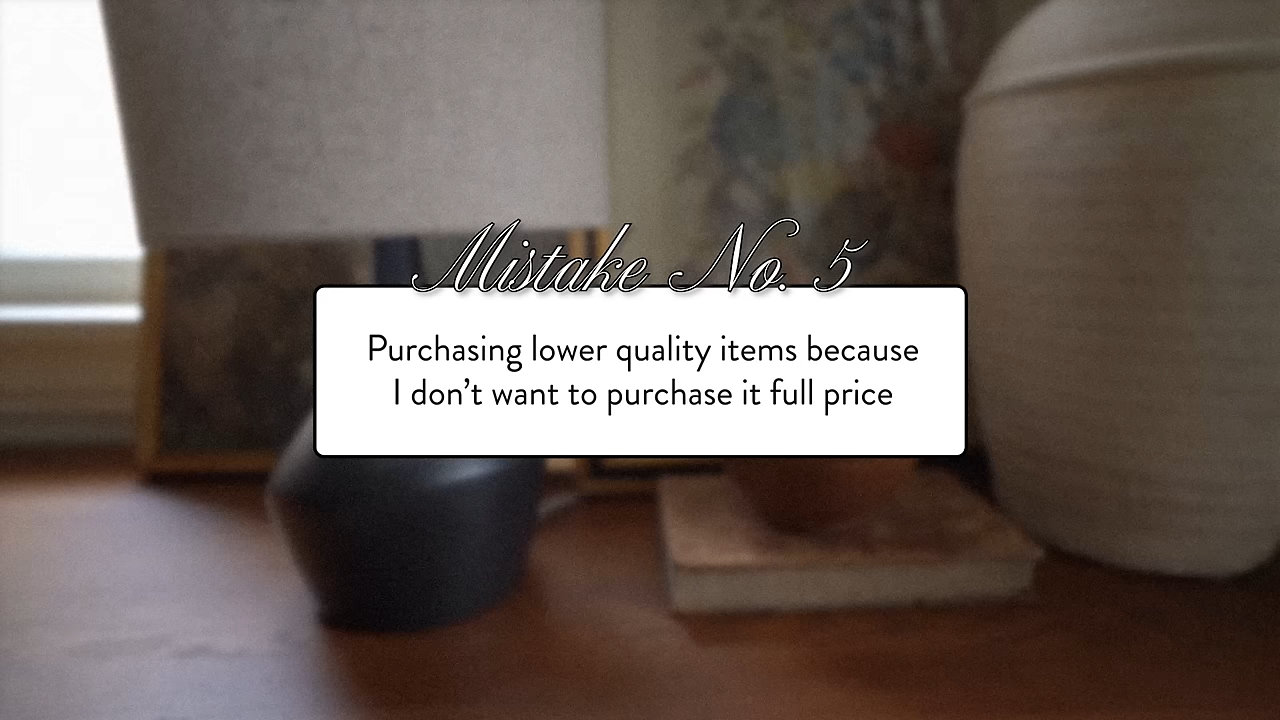 Mistake No. 5
Purchasing lower quality items because
I don’t want to purchase it full price